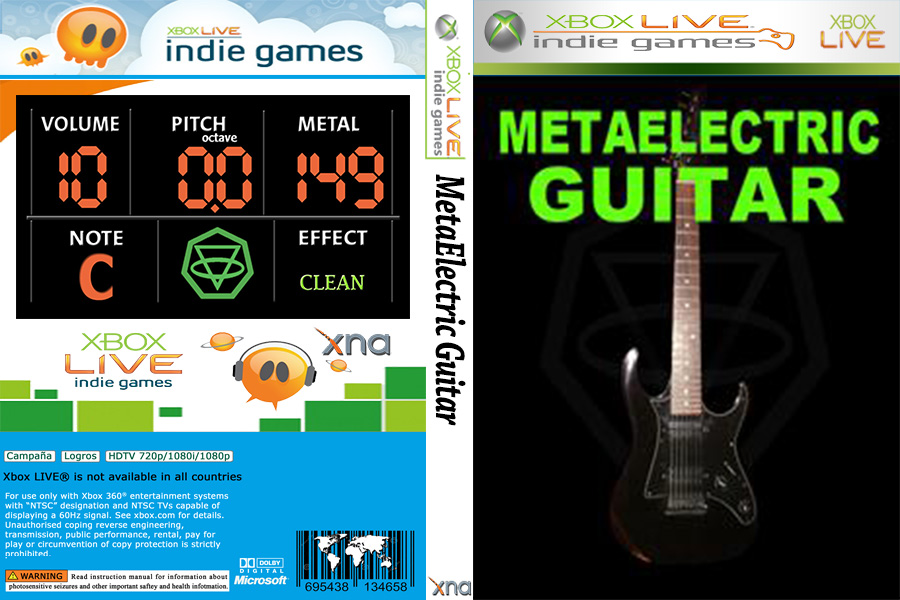 XBOX LIVE
indie games
VOLUME
10
PITCH
octave
0.0
METAL
149
NOTE
C
EFFECT
CLEAN
XBOX
LIVE
indie games
xna
Campaña Logros HDTV 720p/1080i/1080p
Xbox LIVE® is not available in all countries
For use only with Xbox 360® entertainment systems
with "NTSC" designation and NTSC TVs capable of
displaying a 60Hz signal. See xbox.com for details.
Unauthorised coping reverse engineering,
transmission, public performance, rental, pay for
play or circumvention of copy protection is strictly
prohibited.
WARNING Read instruction manual for information about
photosensitive seizures and other important saftey and health infotmation.
DOLBY
DIGITAL
Microsoft
695438 134658
XBOX LIVE
indie games
MetaElectric Guitar
xna
XBOX LIVE
indie games
XBOX
LIVE
METAELECTRIC
GUITAR